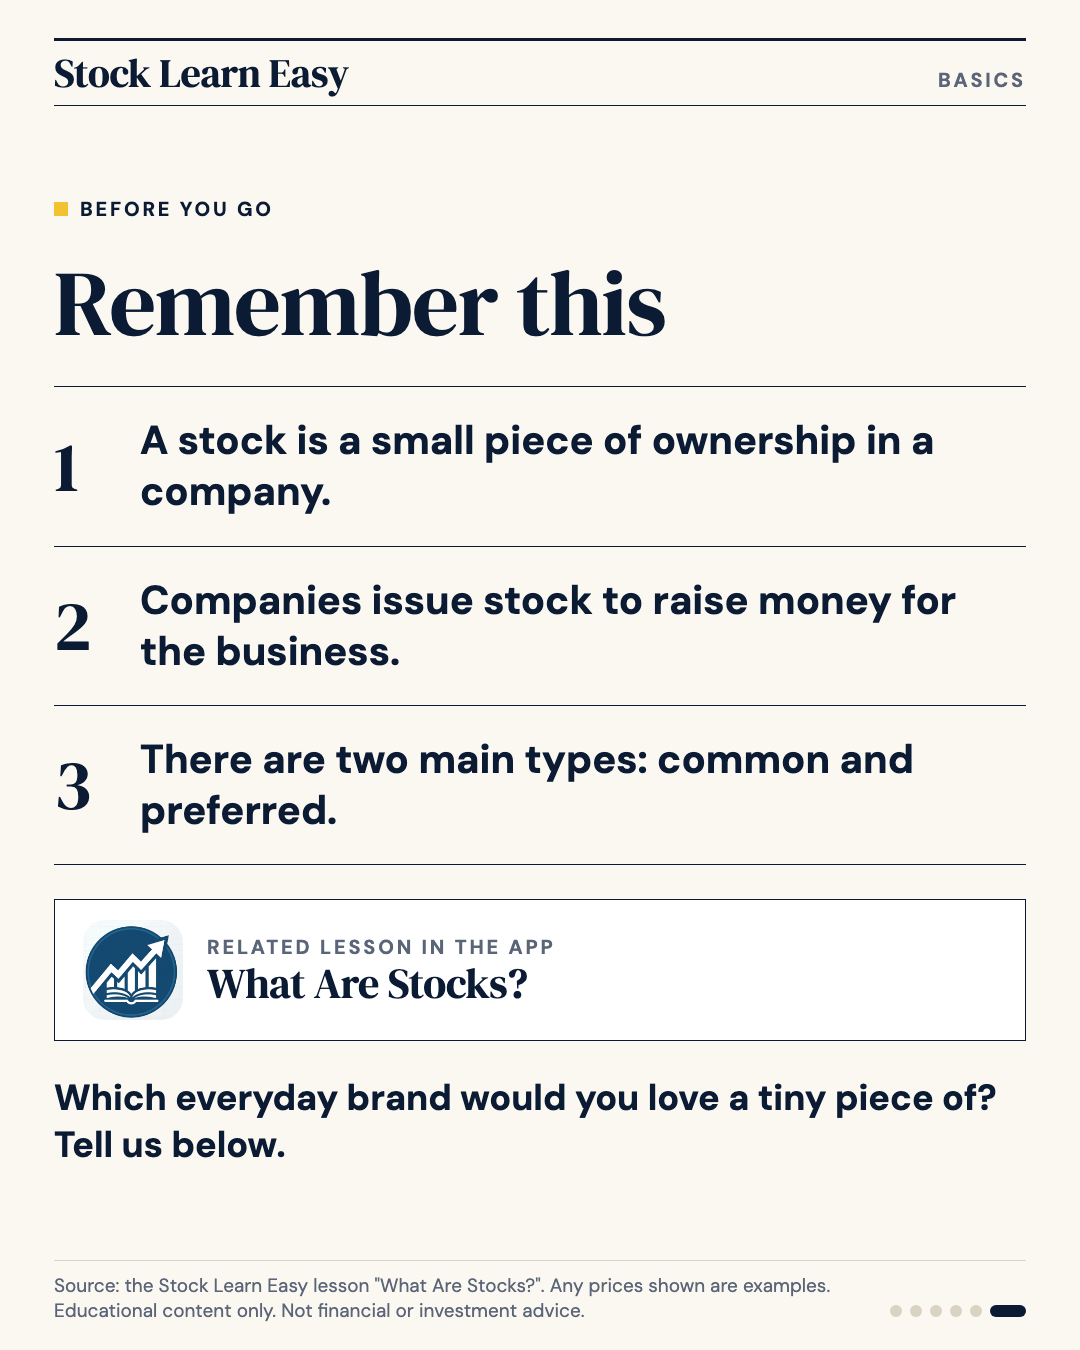 Stock Learn Easy
BASICS
BEFORE YOU GO
Remember this
1
A stock is a small piece of ownership in a
company.
2
Companies issue stock to raise money for
the business.
3
There are two main types: common and
preferred.
RELATED LESSON IN THE APP
What Are Stocks?
Which everyday brand would you love a tiny piece of?
Tell us below.
Source: the Stock Learn Easy lesson "What Are Stocks?". Any prices shown are examples.
Educational content only. Not financial or investment advice.